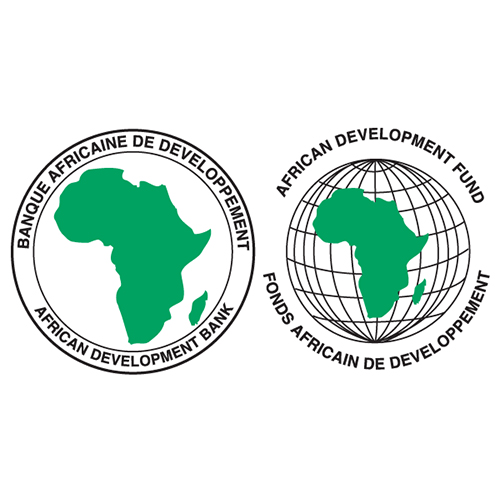 BANQUE AFRICAINE DE DEVELOPPEMENT
AFRICAN DEVELOPMENT BANK
AFRICAN DEVELOPMENT FUND
FONDS AFRICAIN DE DEVELOPPEMENT